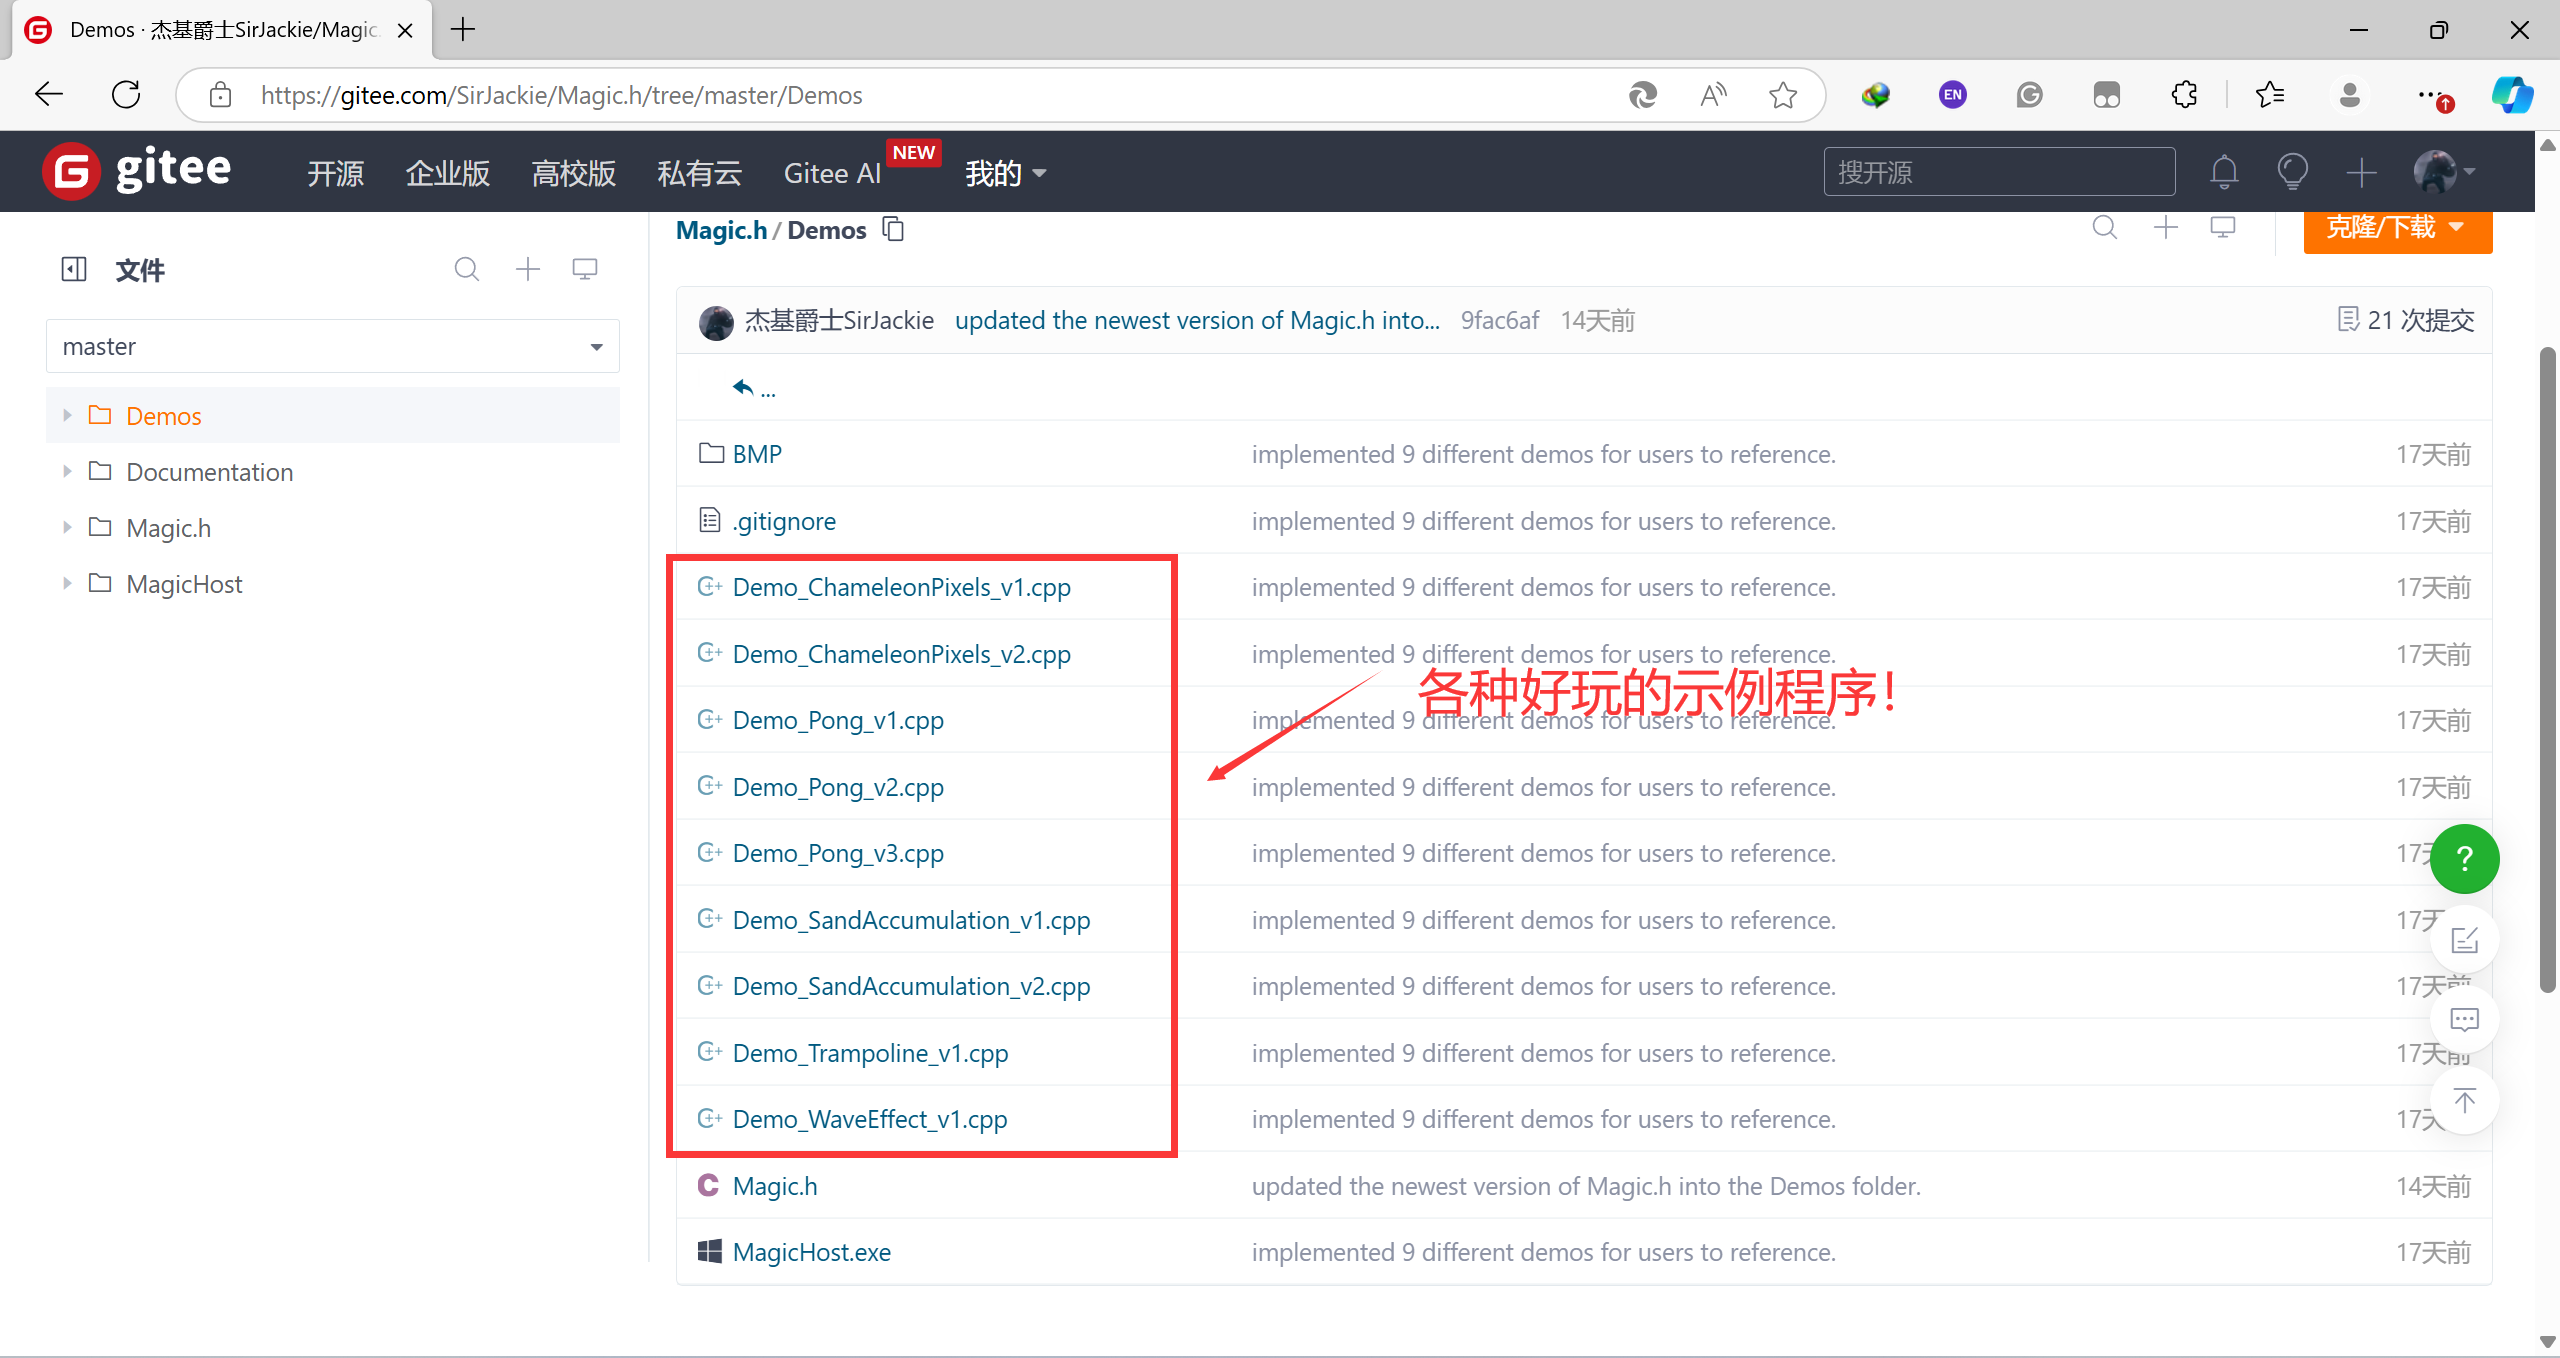 Demos · 杰基爵士SirJackie/Magic.
https://gitee.com/SirJackie/Magic.h/tree/master/Demos
EN
gitee 开源 企业版 高校版 私有云 Gitee AI NEW 我的 搜开源
文件
master
Demos
Documentation
Magic.h
MagicHost
Magic.h / Demos 克隆/下载
杰基爵士SirJackie updated the newest version of Magic.h into... 9fac6af 14天前 21 次提交
...
BMP implemented 9 different demos for users to reference. 17天前
.gitignore implemented 9 different demos for users to reference. 17天前
Demo_ChameleonPixels_v1.cpp implemented 9 different demos for users to reference. 17天前
Demo_ChameleonPixels_v2.cpp implemented 9 different demos for users to reference. 17天前
各种好玩的示例程序！
Demo_Pong_v1.cpp implemented 9 different demos for users to reference. 17天前
Demo_Pong_v2.cpp implemented 9 different demos for users to reference. 17天前
Demo_Pong_v3.cpp implemented 9 different demos for users to reference. 17天
?
Demo_SandAccumulation_v1.cpp implemented 9 different demos for users to reference. 17天
Demo_SandAccumulation_v2.cpp implemented 9 different demos for users to reference. 17天前
Demo_Trampoline_v1.cpp implemented 9 different demos for users to reference. 17天前
Demo_WaveEffect_v1.cpp implemented 9 different demos for users to reference. 17天
Magic.h updated the newest version of Magic.h into the Demos folder. 14天前
MagicHost.exe implemented 9 different demos for users to reference. 17天前